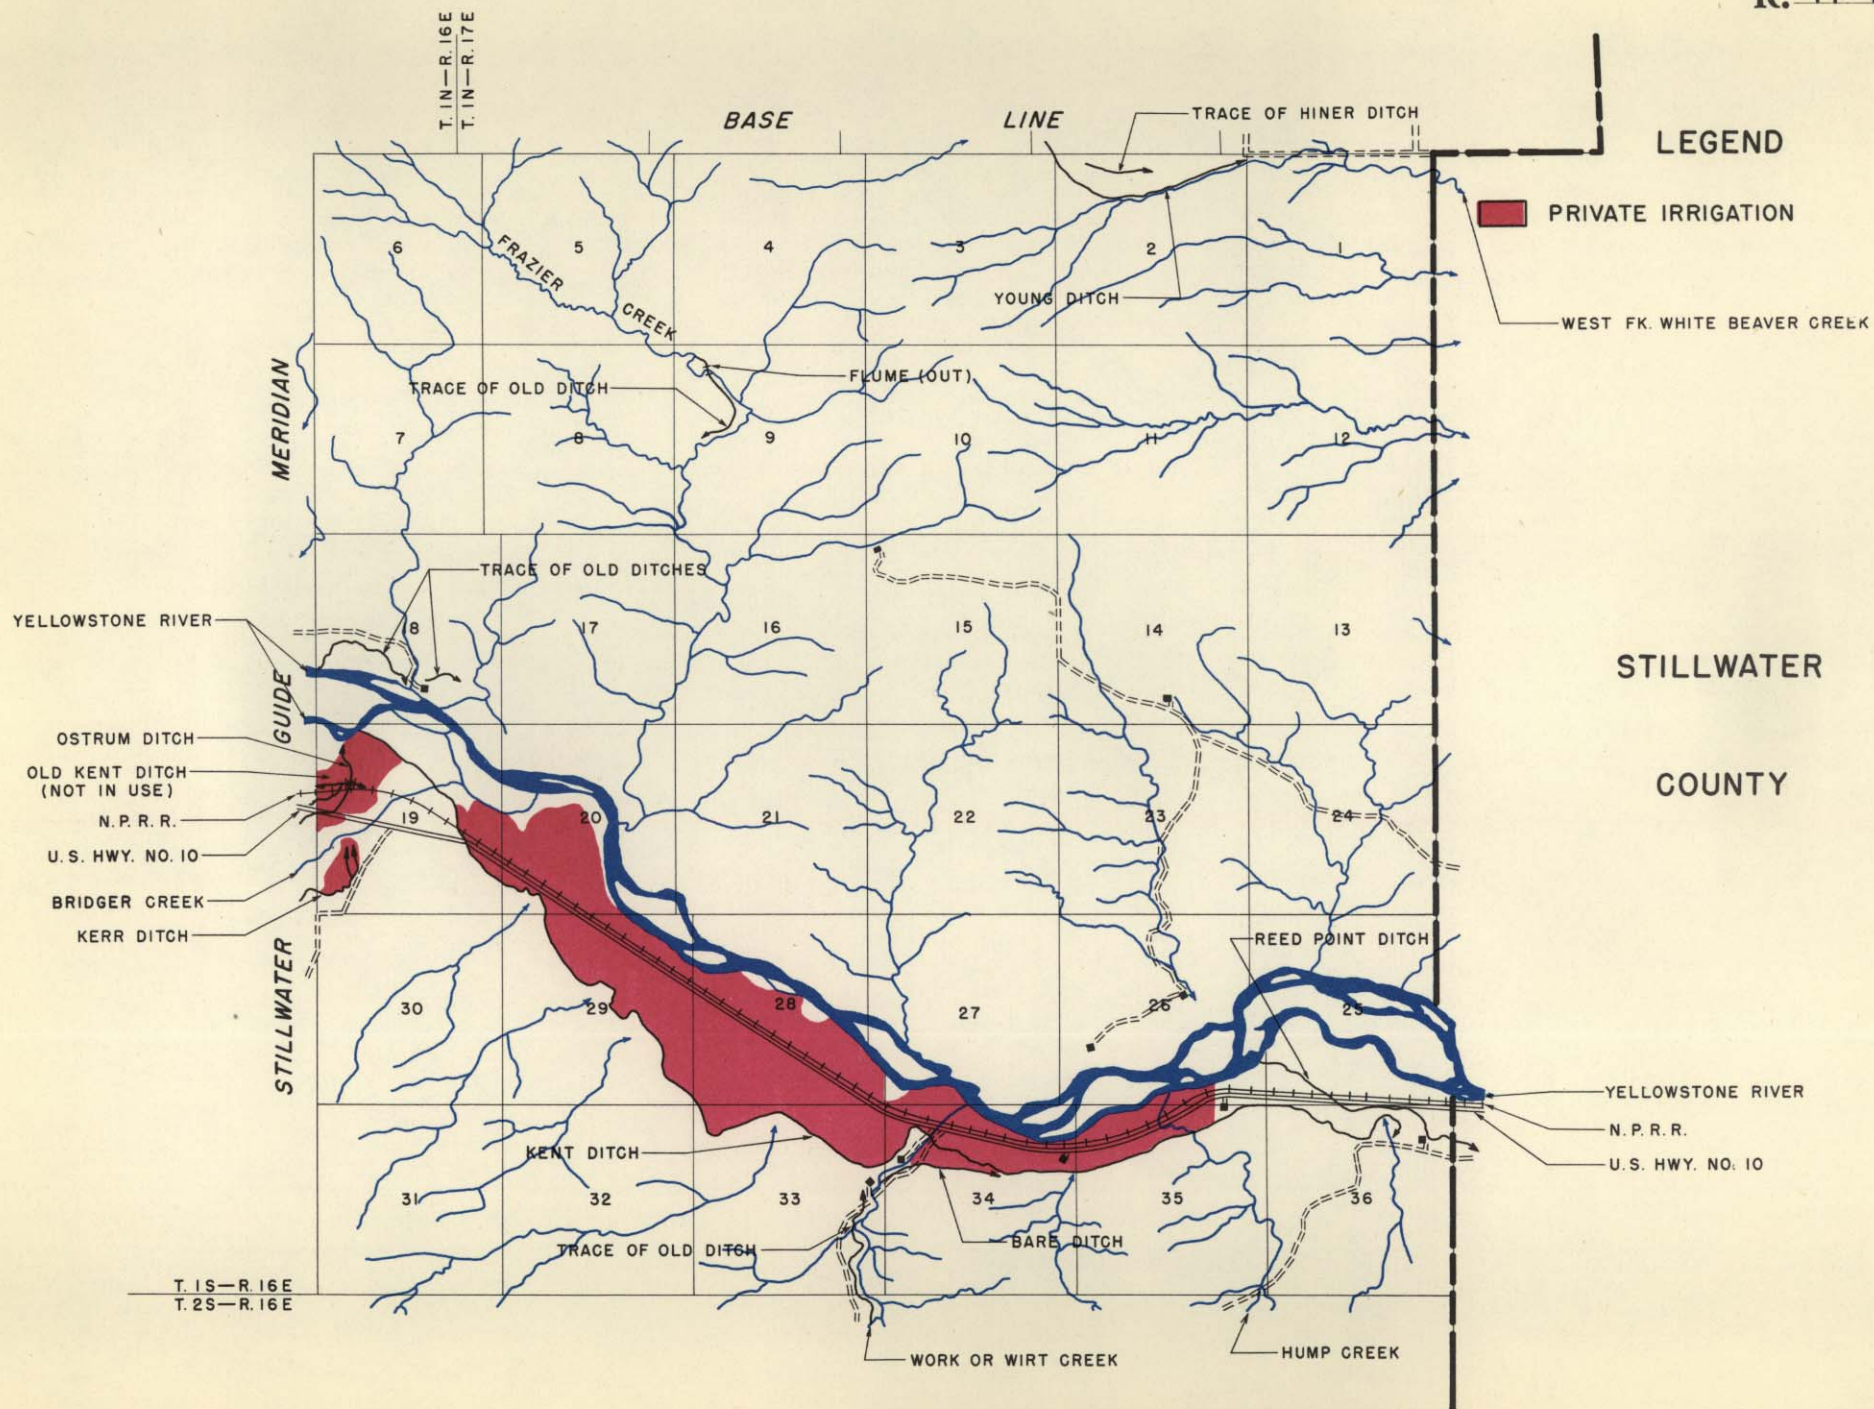 R.
T. 1N—R. 16E
T. 1N—R. 17E
BASE LINE
TRACE OF HINER DITCH
LEGEND
PRIVATE IRRIGATION
6
5
4
3
2
1
FRAZIER CREEK
YOUNG DITCH
WEST FK. WHITE BEAVER CREEK
MERIDIAN
TRACE OF OLD DITCH
FLUME (OUT)
7
8
9
10
11
12
TRACE OF OLD DITCHES
YELLOWSTONE RIVER
18
17
16
15
14
13
STILLWATER
COUNTY
GUIDE
OSTRUM DITCH
OLD KENT DITCH
(NOT IN USE)
N.P.R.R.
U.S. HWY. NO. 10
BRIDGER CREEK
KERR DITCH
19
20
21
22
23
24
STILLWATER
REED POINT DITCH
30
29
28
27
26
25
YELLOWSTONE RIVER
N.P.R.R.
U.S. HWY. NO. 10
KENT DITCH
31
32
33
34
35
36
TRACE OF OLD DITCH
BARE DITCH
T. 1S—R. 16E
T. 2S—R. 16E
WORK OR WIRT CREEK
HUMP CREEK